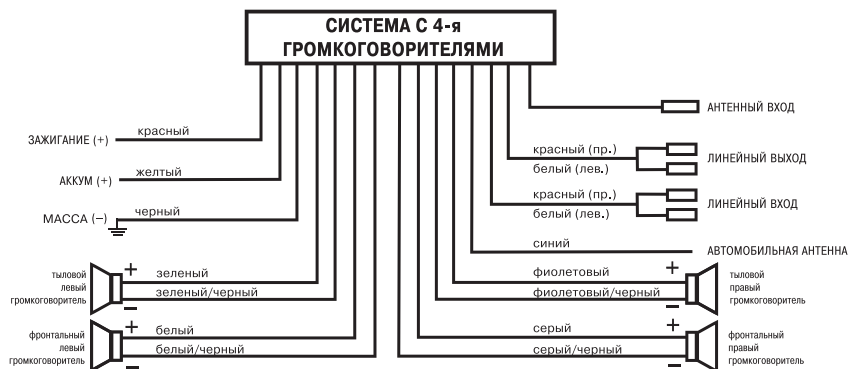 СИСТЕМА С 4-я
ГРОМКОГОВОРИТЕЛЯМИ
ЗАЖИГАНИЕ (+)
красный
АККУМ (+)
желтый
МАССА (–)
черный
тыловой
левый
громкоговоритель
+
–
зеленый
зеленый/черный
фронтальный
левый
громкоговоритель
+
–
белый
белый/черный
АНТЕННЫЙ ВХОД
красный (пр.)
белый (лев.)
ЛИНЕЙНЫЙ ВЫХОД
красный (пр.)
белый (лев.)
ЛИНЕЙНЫЙ ВХОД
синий
АВТОМОБИЛЬНАЯ АНТЕННА
фиолетовый
фиолетовый/черный
+
–
тыловой
правый
громкоговоритель
серый
серый/черный
+
–
фронтальный
правый
громкоговоритель